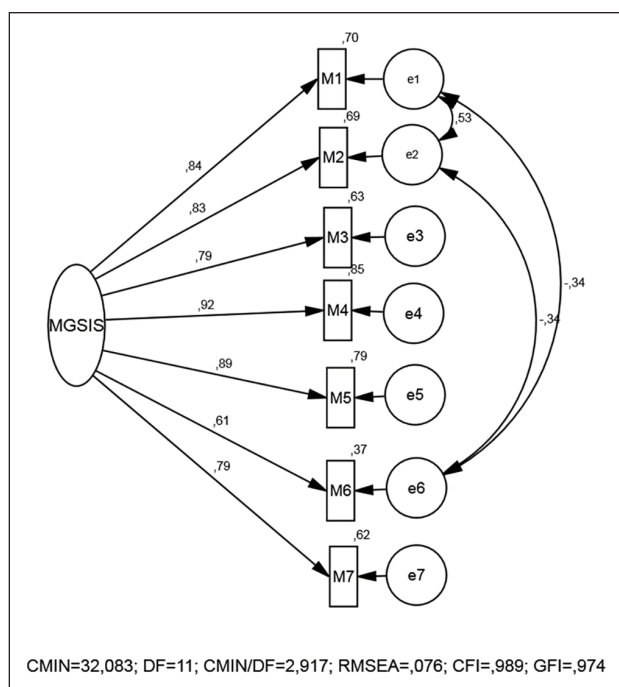 ,70
M1
e1
,53
,84
,69
M2
e2
,83
,63
M3
e3
,79
,85
M4
e4
-,34
-,34
,92
MGSIS
,79
M5
e5
,89
,37
M6
e6
,61
,62
M7
e7
,79
CMIN=32,083; DF=11; CMIN/DF=2,917; RMSEA=,076; CFI=,989; GFI=,974